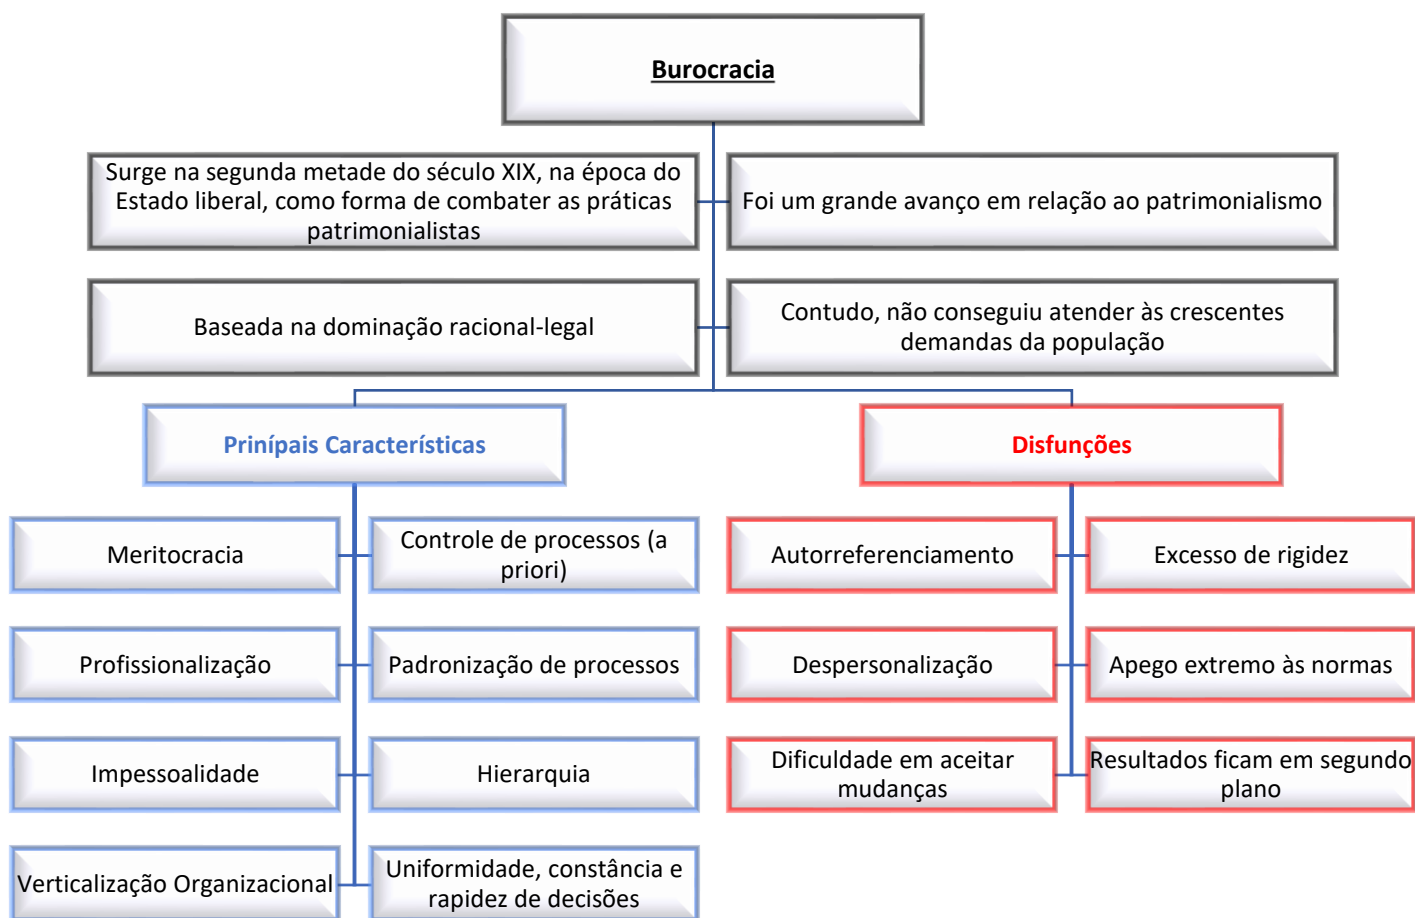 Burocracia
Surge na segunda metade do século XIX, na época do
Estado liberal, como forma de combater as práticas
patrimonialistas
Foi um grande avanço em relação ao patrimonialismo
Baseada na dominação racional-legal
Contudo, não conseguiu atender às crescentes
demandas da população
Prinípais Características
Disfunções
Meritocracia
Controle de processos (a
priori)
Autorreferenciamento
Excesso de rigidez
Profissionalização
Padronização de processos
Despersonalização
Apego extremo às normas
Impessoalidade
Hierarquia
Dificuldade em aceitar
mudanças
Resultados ficam em segundo
plano
Verticalização Organizacional
Uniformidade, constância e
rapidez de decisões